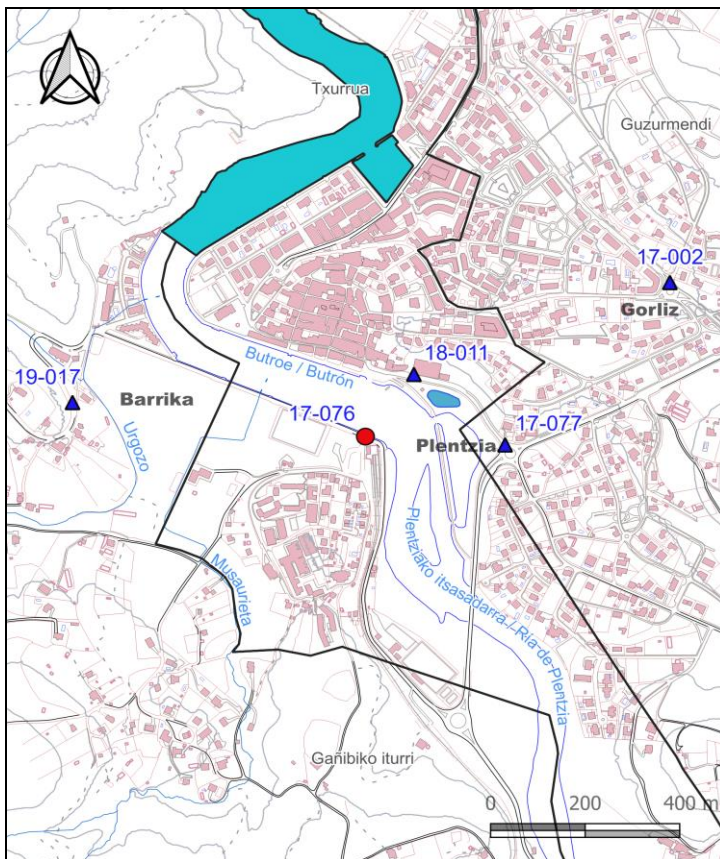 Txurrua
Guzurmendi
17-002
Gorliz
Butroe / Butrón
18-011
19-017
Barrika
17-076
17-077
Plentzia
Urgozo
Musaurieta
Plentziako itsasadarra / Ría de Plentzia
Gañibiko iturri
0 200 400 m